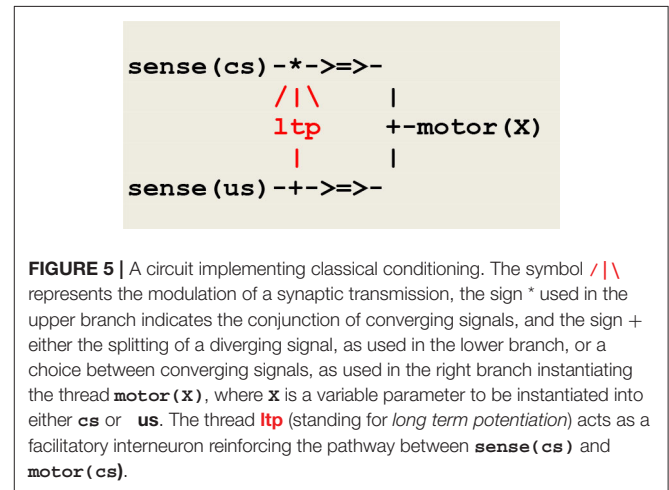 sense(cs)-*->=>-
/|\ |
ltp +-motor(X)
| |
sense(us)-+->=>-
FIGURE 5 | A circuit implementing classical conditioning. The symbol /|\
represents the modulation of a synaptic transmission, the sign * used in the
upper branch indicates the conjunction of converging signals, and the sign +
either the splitting of a diverging signal, as used in the lower branch, or a
choice between converging signals, as used in the right branch instantiating
the thread motor(X), where X is a variable parameter to be instantiated into
either cs or us. The thread ltp (standing for long term potentiation) acts as a
facilitatory interneuron reinforcing the pathway between sense(cs) and
motor(cs).